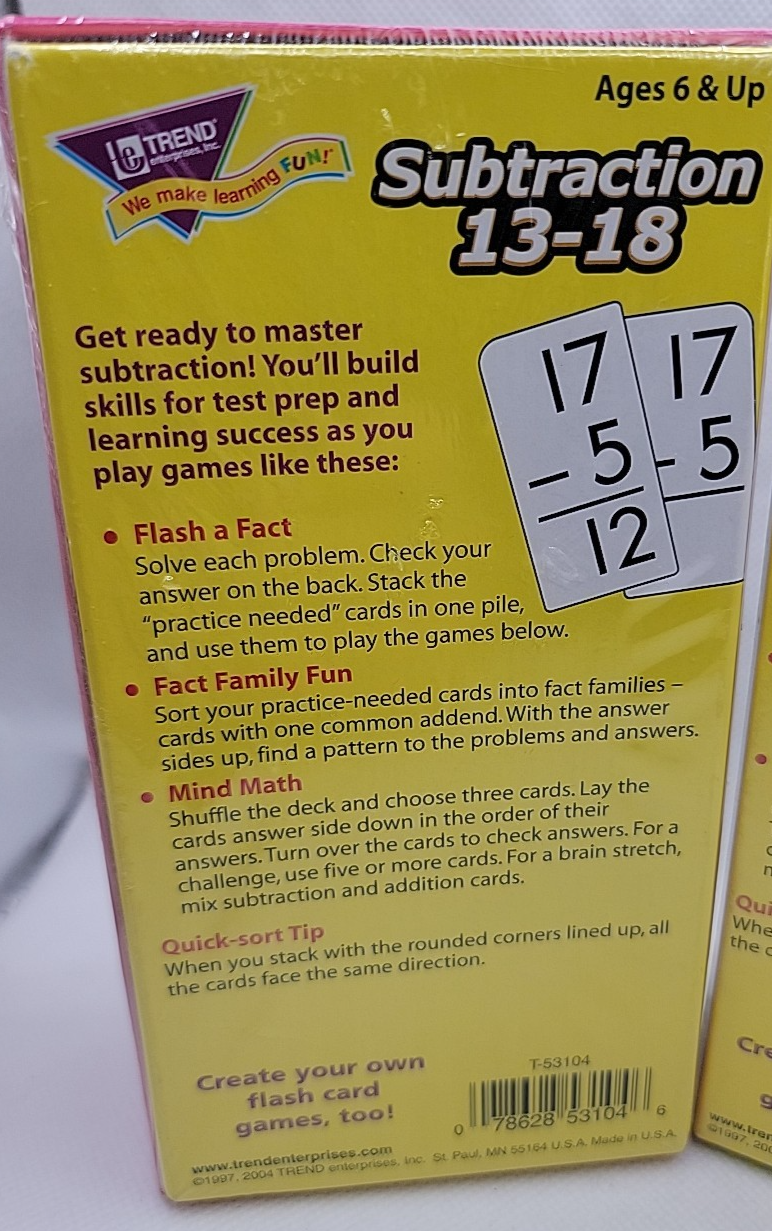 Ages 6 & Up
TREND®
enterprises, Inc.
We make learning FUN!
Subtraction
13-18
Get ready to master
subtraction! You'll build
skills for test prep and
learning success as you
play games like these:
17
- 5
12
17
- 5
• Flash a Fact
Solve each problem. Check your
answer on the back. Stack the
"practice needed" cards in one pile,
and use them to play the games below.
• Fact Family Fun
Sort your practice-needed cards into fact families –
cards with one common addend. With the answer
sides up, find a pattern to the problems and answers.
• Mind Math
Shuffle the deck and choose three cards. Lay the
cards answer side down in the order of their
answers. Turn over the cards to check answers. For a
challenge, use five or more cards. For a brain stretch,
mix subtraction and addition cards.
Quick-sort Tip
When you stack with the rounded corners lined up, all
the cards face the same direction.
Create your own
flash card
games, too!
T-53104
0 78628 53104 6
www.trendenterprises.com
©1997, 2004 TREND enterprises, Inc. St. Paul, MN 55164 U.S.A. Made in U.S.A.
Whe
the